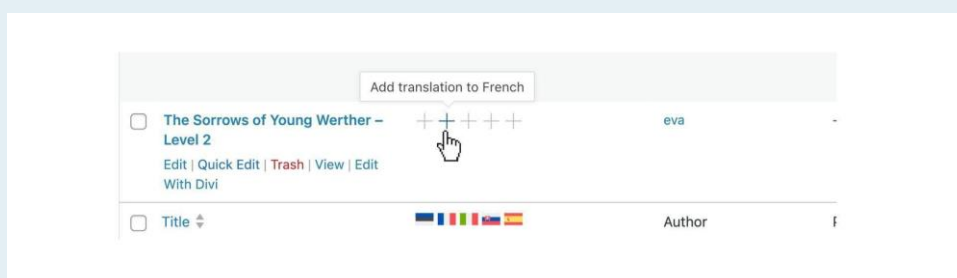 Add translation to French
The Sorrows of Young Werther – eva -
Level 2
Edit | Quick Edit | Trash | View | Edit
With Divi
Title Author